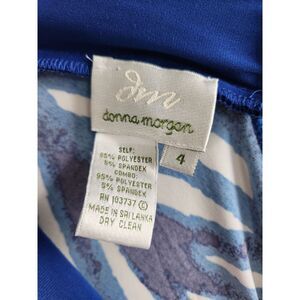 dm
donna morgan
4
SELF:
95% POLYESTER
5% SPANDEX
COMBO:
95% POLYESTER
5% SPANDEX
RN 103737 ©
MADE IN SRI LANKA
DRY CLEAN